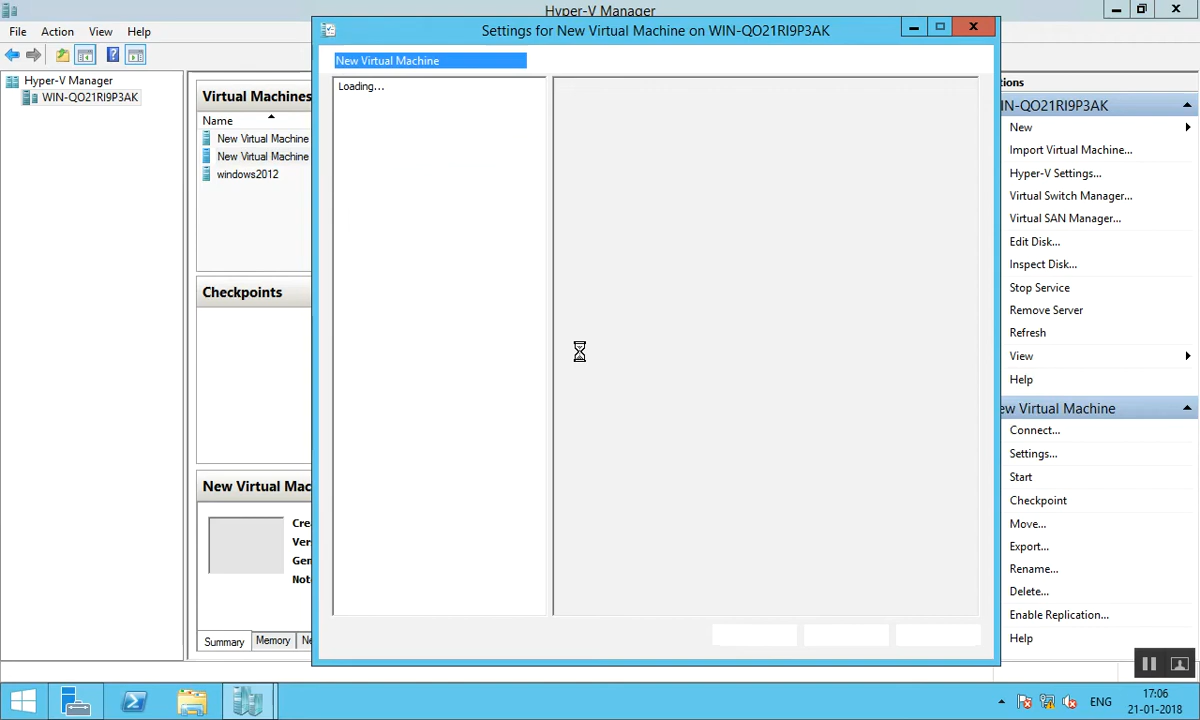 Hyper-V Manager
File Action View Help
Hyper-V Manager
WIN-QO21RI9P3AK
Virtual Machines
Name
New Virtual Machine
New Virtual Machine
windows2012
Checkpoints
New Virtual Mac
Cre
Ver
Gen
Not
Summary Memory Ne
Settings for New Virtual Machine on WIN-QO21RI9P3AK
New Virtual Machine
Loading...
ions
IN-QO21RI9P3AK
New
Import Virtual Machine...
Hyper-V Settings...
Virtual Switch Manager...
Virtual SAN Manager...
Edit Disk...
Inspect Disk...
Stop Service
Remove Server
Refresh
View
Help
ew Virtual Machine
Connect...
Settings...
Start
Checkpoint
Move...
Export...
Rename...
Delete...
Enable Replication...
Help
ENG
17:06
21-01-2018